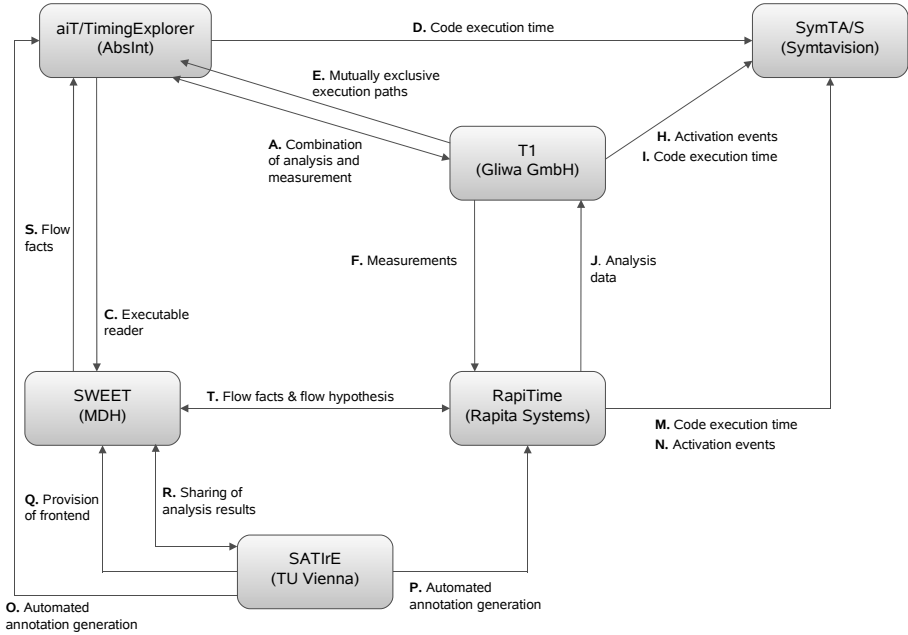 aiT/TimingExplorer
(AbsInt)
D. Code execution time
SymTA/S
(Symtavision)
E. Mutually exclusive
execution paths
A. Combination
of analysis and
measurement
T1
(Gliwa GmbH)
H. Activation events
I. Code execution time
S. Flow
facts
F. Measurements
J. Analysis
data
C. Executable
reader
SWEET
(MDH)
T. Flow facts & flow hypothesis
RapiTime
(Rapita Systems)
M. Code execution time
N. Activation events
Q. Provision
of frontend
R. Sharing of
analysis results
SATIrE
(TU Vienna)
P. Automated
annotation generation
O. Automated
annotation generation